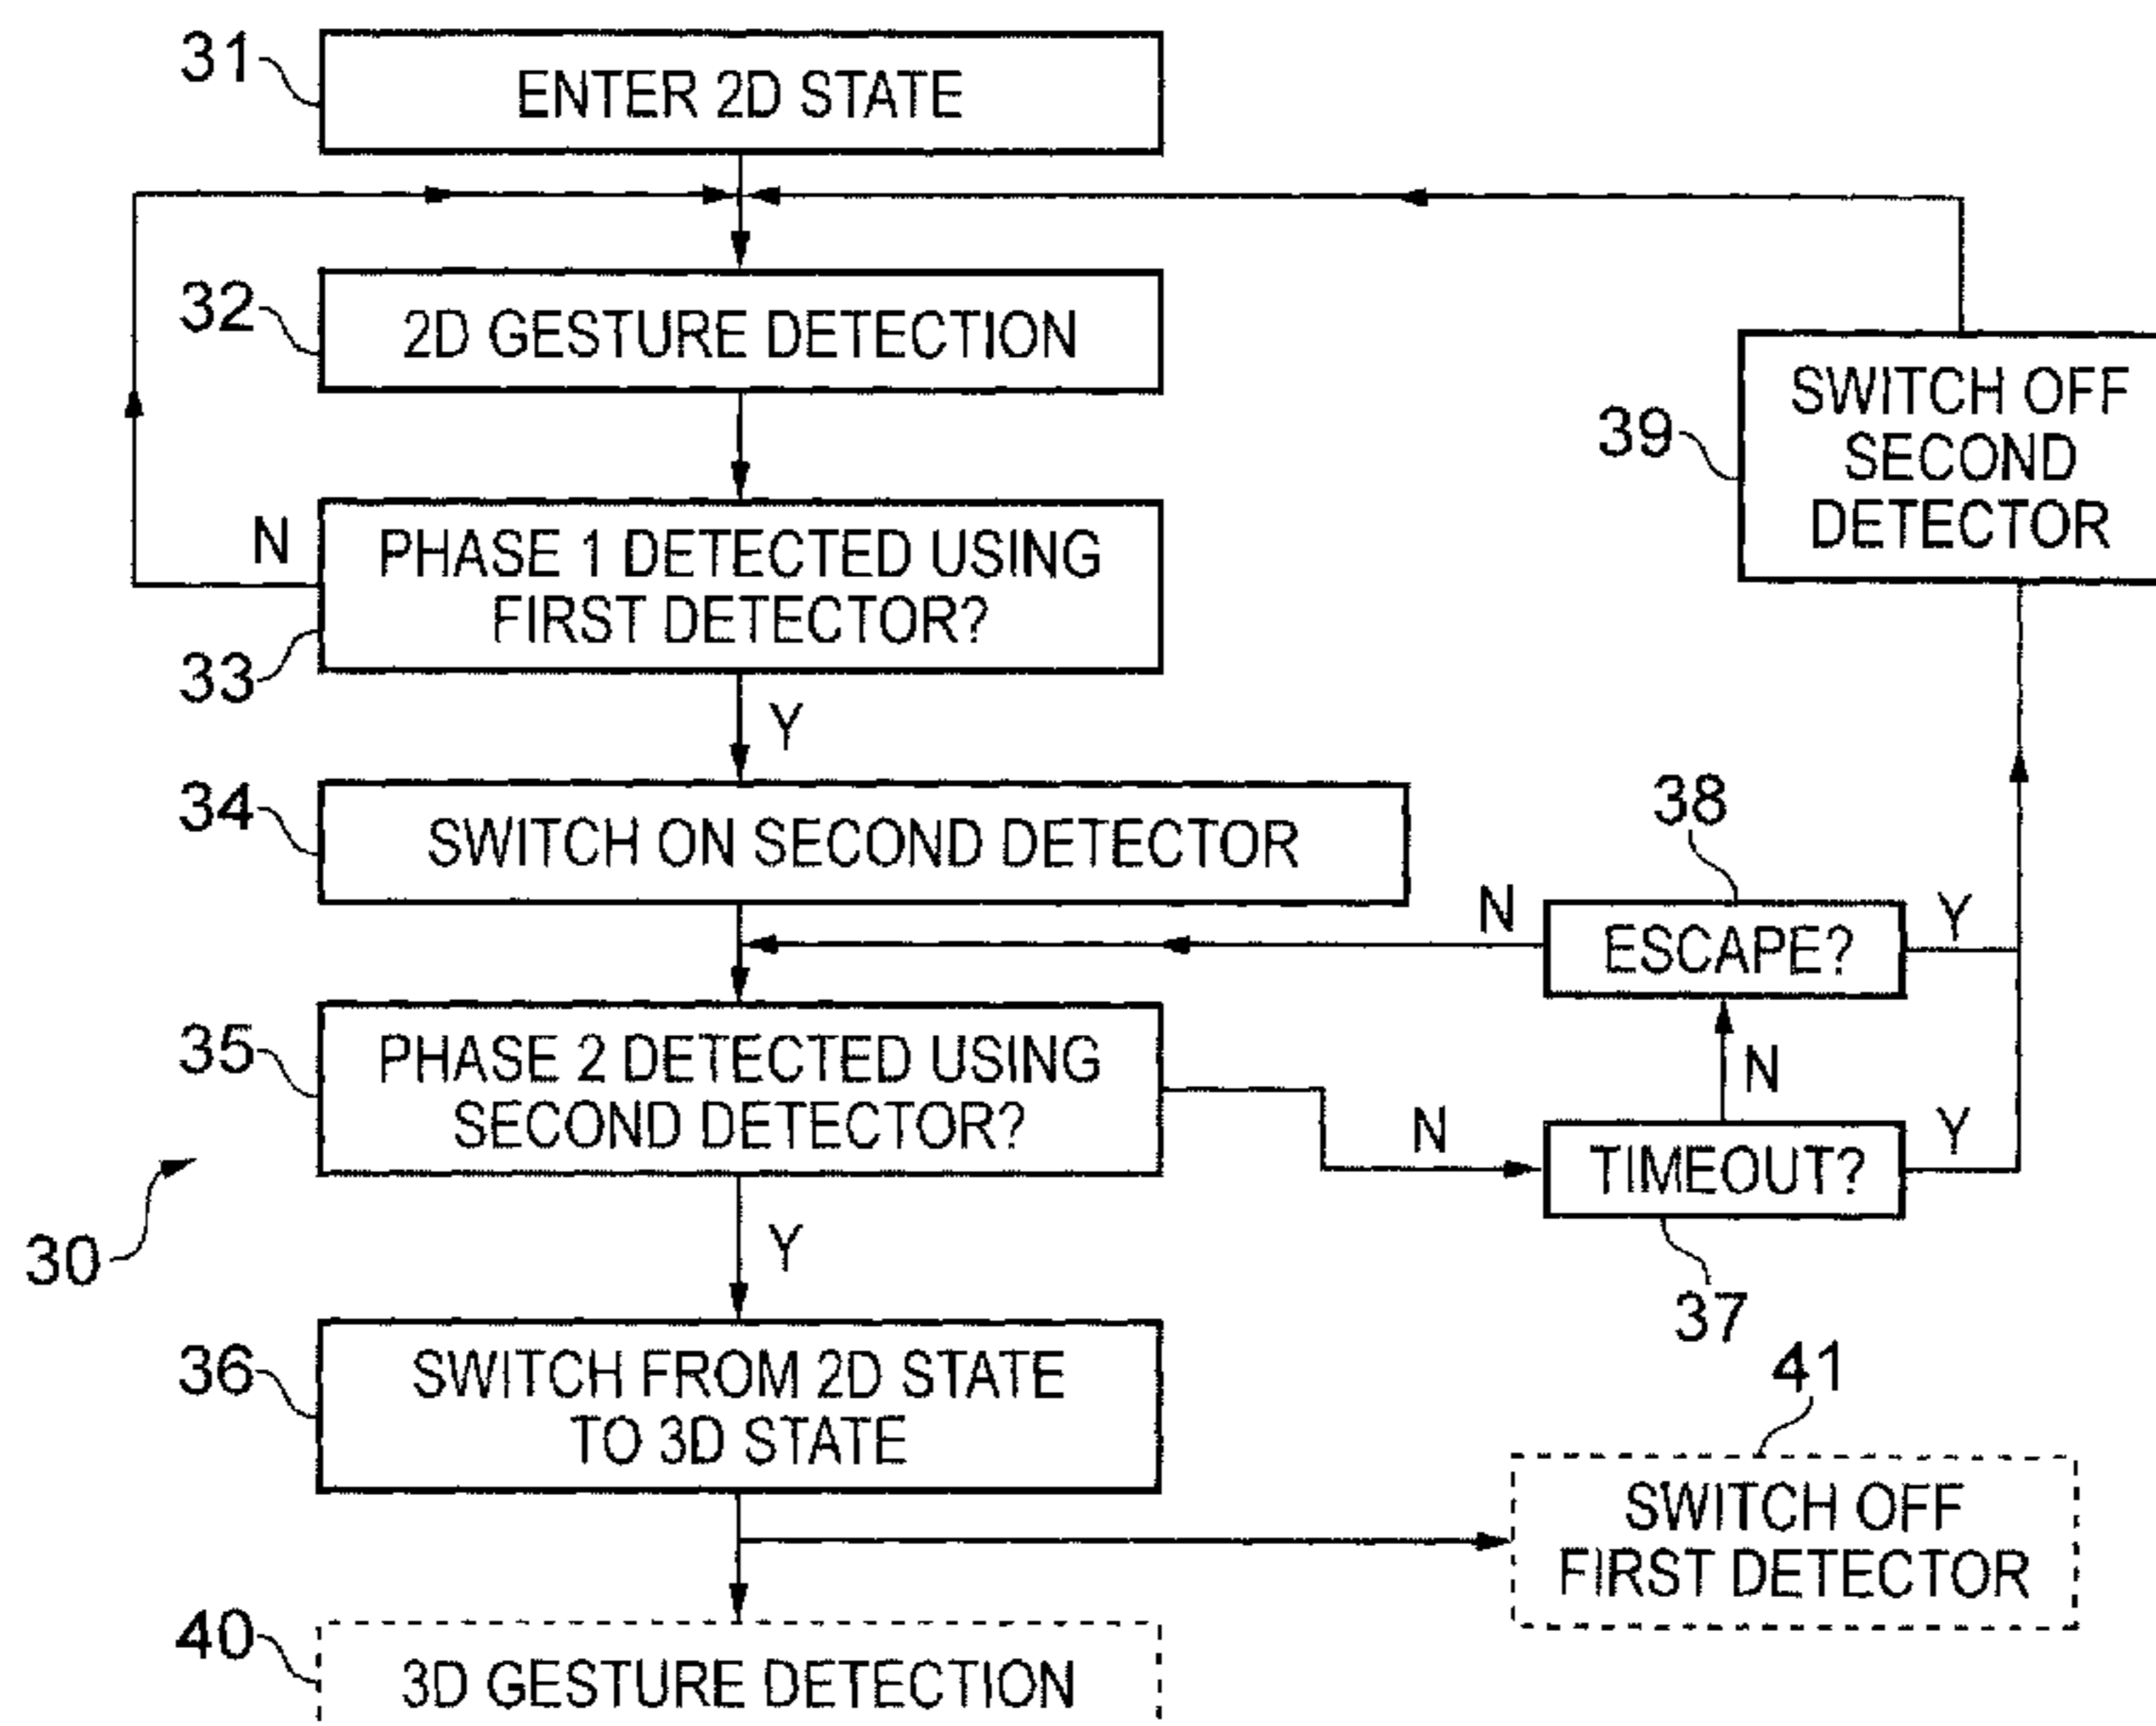 31
ENTER 2D STATE
32
2D GESTURE DETECTION
39
SWITCH OFF
SECOND
DETECTOR
N
PHASE 1 DETECTED USING
FIRST DETECTOR?
33
Y
34
SWITCH ON SECOND DETECTOR
38
N
ESCAPE?
Y
35
PHASE 2 DETECTED USING
SECOND DETECTOR?
N
N
TIMEOUT?
Y
37
30
Y
36
SWITCH FROM 2D STATE
TO 3D STATE
41
SWITCH OFF
FIRST DETECTOR
40
3D GESTURE DETECTION